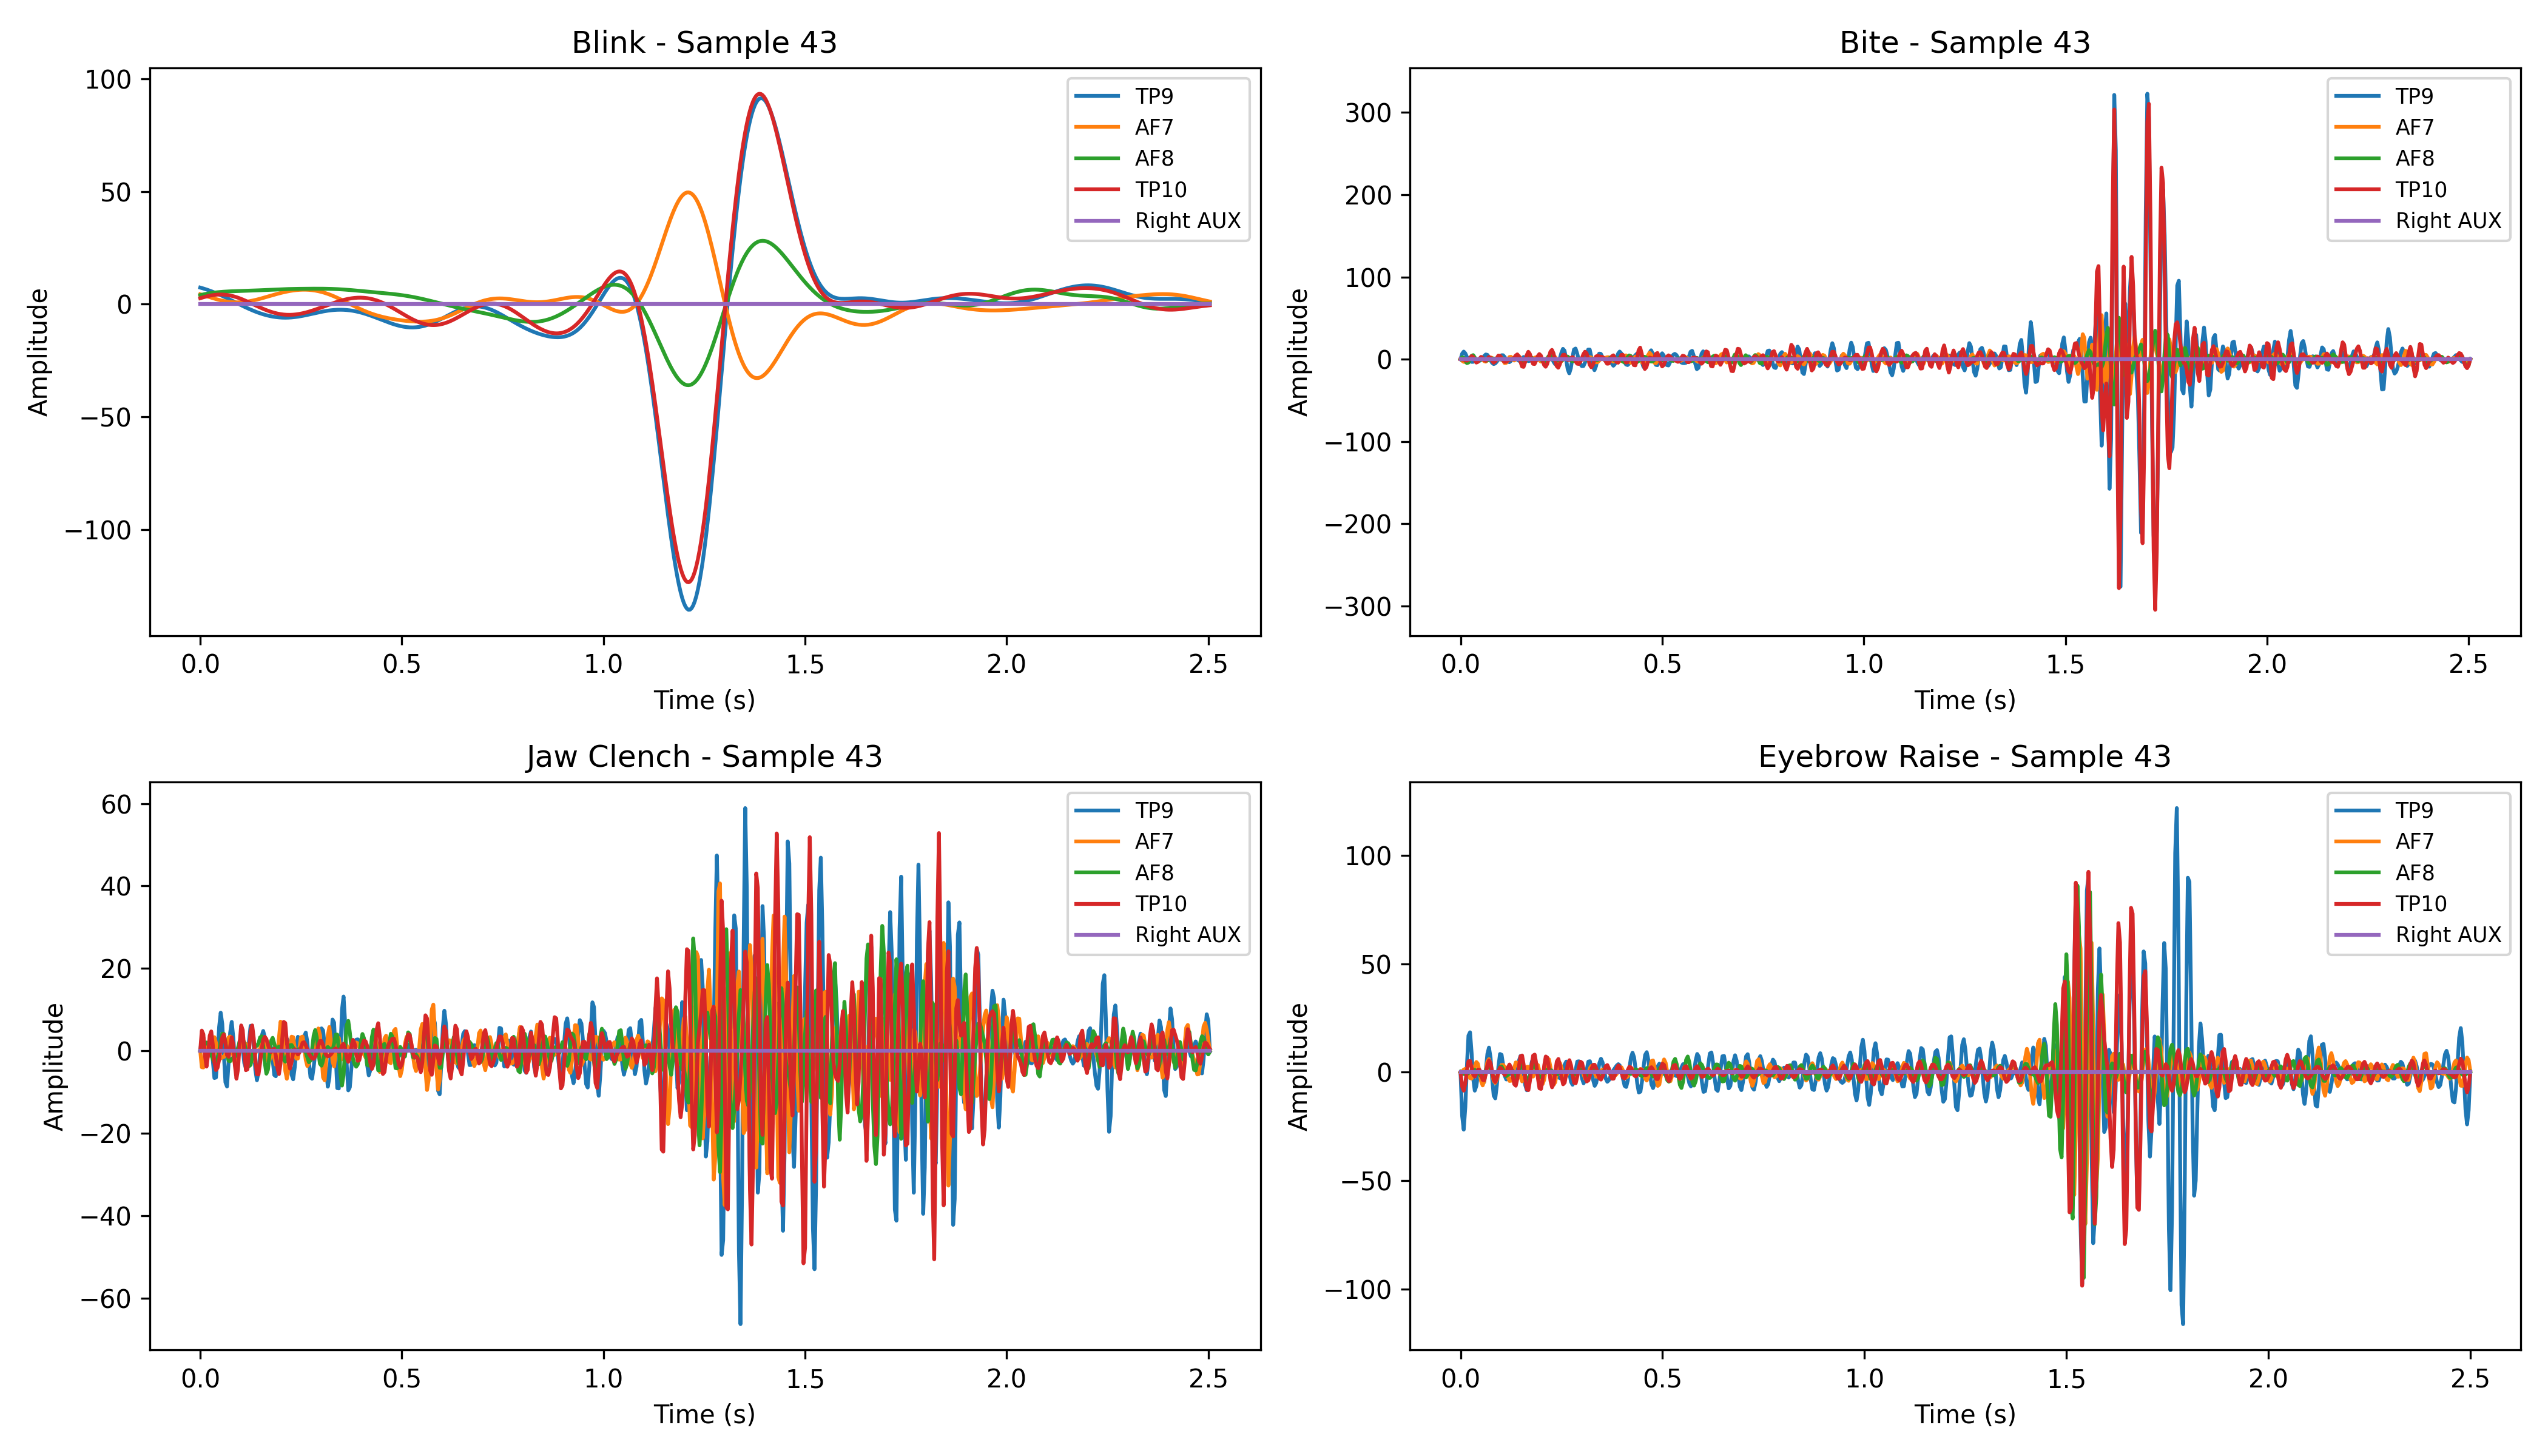 Blink - Sample 43
100
50
0
−50
−100
Amplitude
0.0 0.5 1.0 1.5 2.0 2.5
Time (s)
TP9
AF7
AF8
TP10
Right AUX
Bite - Sample 43
300
200
100
0
−100
−200
−300
Amplitude
0.0 0.5 1.0 1.5 2.0 2.5
Time (s)
TP9
AF7
AF8
TP10
Right AUX
Jaw Clench - Sample 43
60
40
20
0
−20
−40
−60
Amplitude
0.0 0.5 1.0 1.5 2.0 2.5
Time (s)
TP9
AF7
AF8
TP10
Right AUX
Eyebrow Raise - Sample 43
100
50
0
−50
−100
Amplitude
0.0 0.5 1.0 1.5 2.0 2.5
Time (s)
TP9
AF7
AF8
TP10
Right AUX